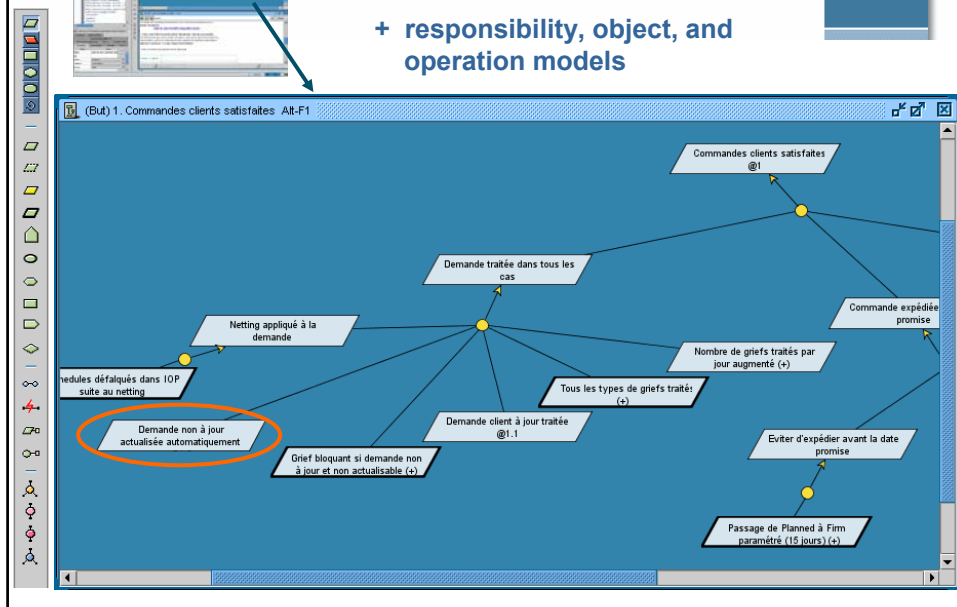 + responsibility, object, and
operation models
(But) 1. Commandes clients satisfaites Alt-F1
Commandes clients satisfaites
@1
Demande traitée dans tous les
cas
Commande expédiée
promise
Netting appliqué à la
demande
Nombre de griefs traités par
jour augmenté (+)
défalqués dans IOP
suite au netting
Tous les types de griefs traités
(+)
Demande non à jour
actualisée automatiquement
Demande client à jour traitée
@1.1
Grief bloquant si demande non
à jour et non actualisable (+)
Eviter d'expédier avant la date
promise
Passage de Planned à Firm
paramétré (15 jours) (+)